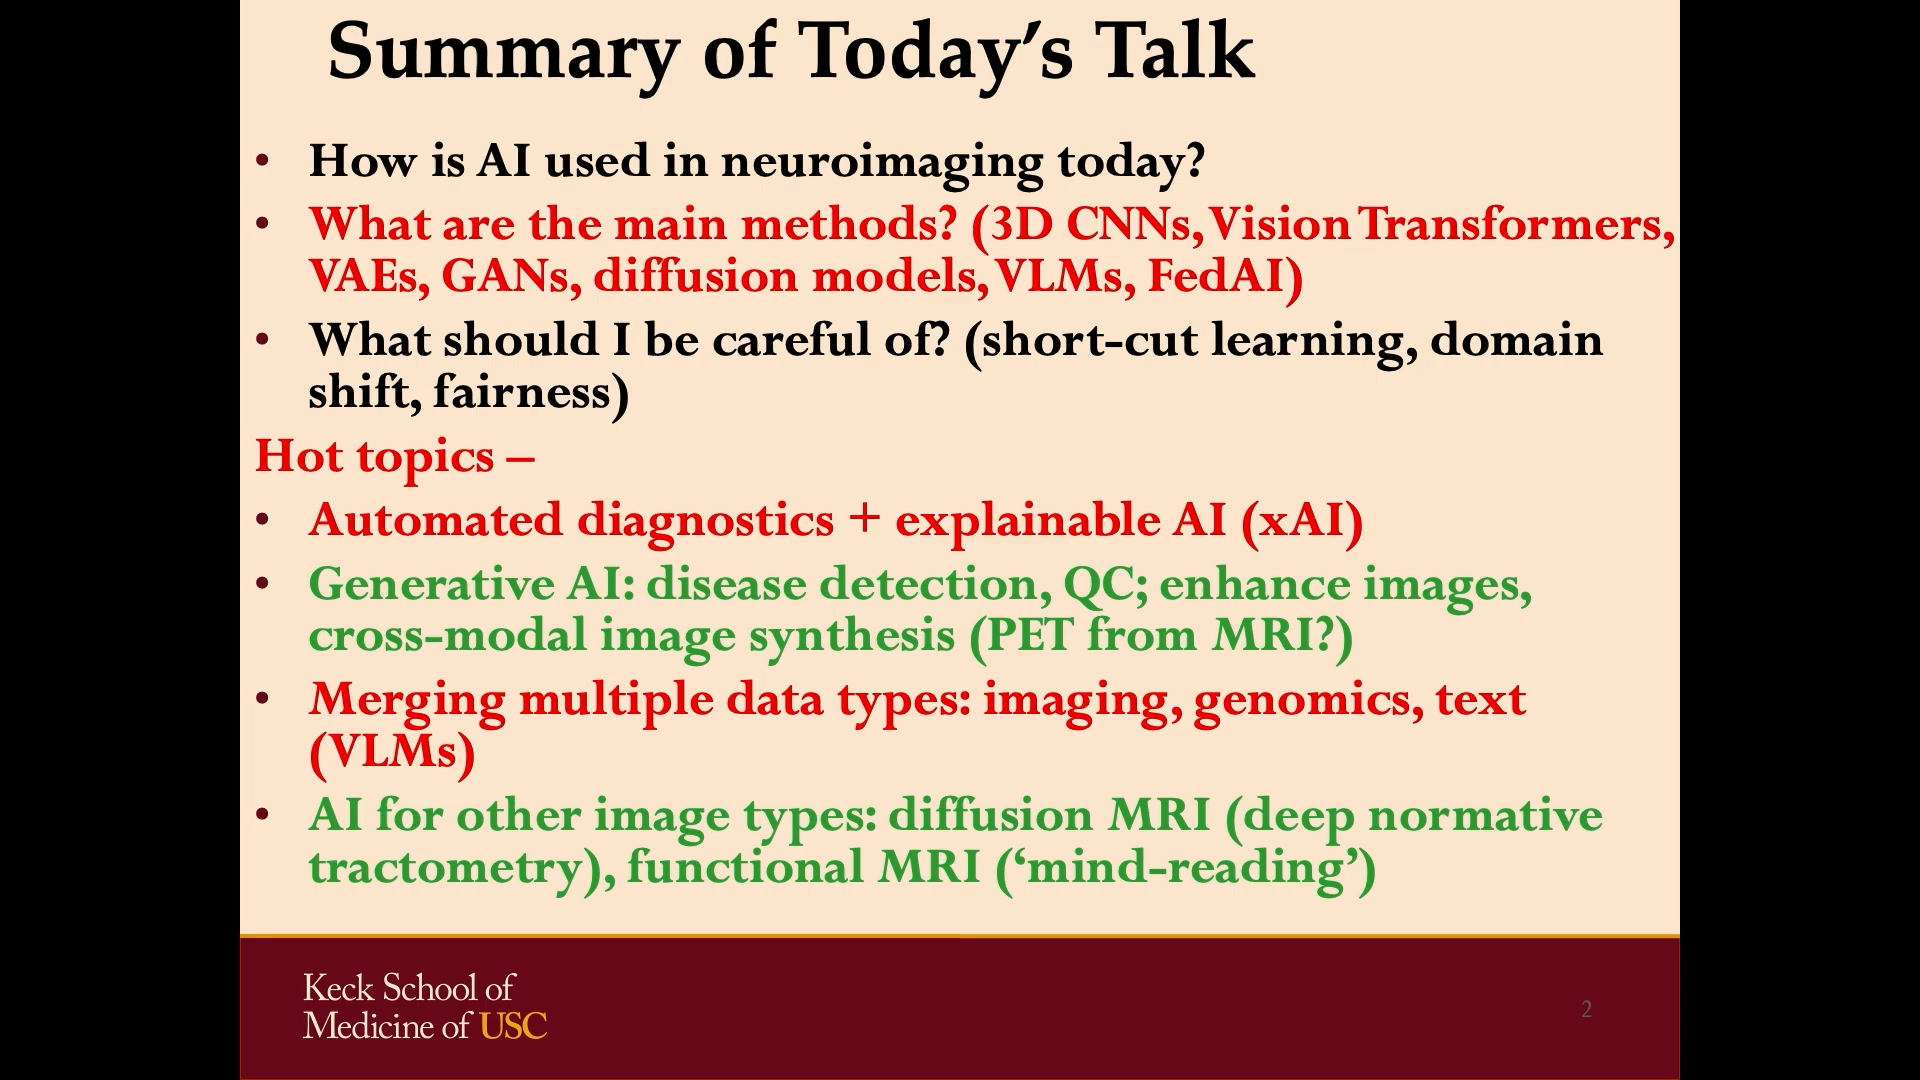 Summary of Today’s Talk
• How is AI used in neuroimaging today?
• What are the main methods? (3D CNNs, Vision Transformers,
VAEs, GANs, diffusion models, VLMs, FedAI)
• What should I be careful of? (short-cut learning, domain
shift, fairness)
Hot topics –
• Automated diagnostics + explainable AI (xAI)
• Generative AI: disease detection, QC; enhance images,
cross-modal image synthesis (PET from MRI?)
• Merging multiple data types: imaging, genomics, text
(VLMs)
• AI for other image types: diffusion MRI (deep normative
tractometry), functional MRI (‘mind-reading’)
Keck School of
Medicine of USC
2